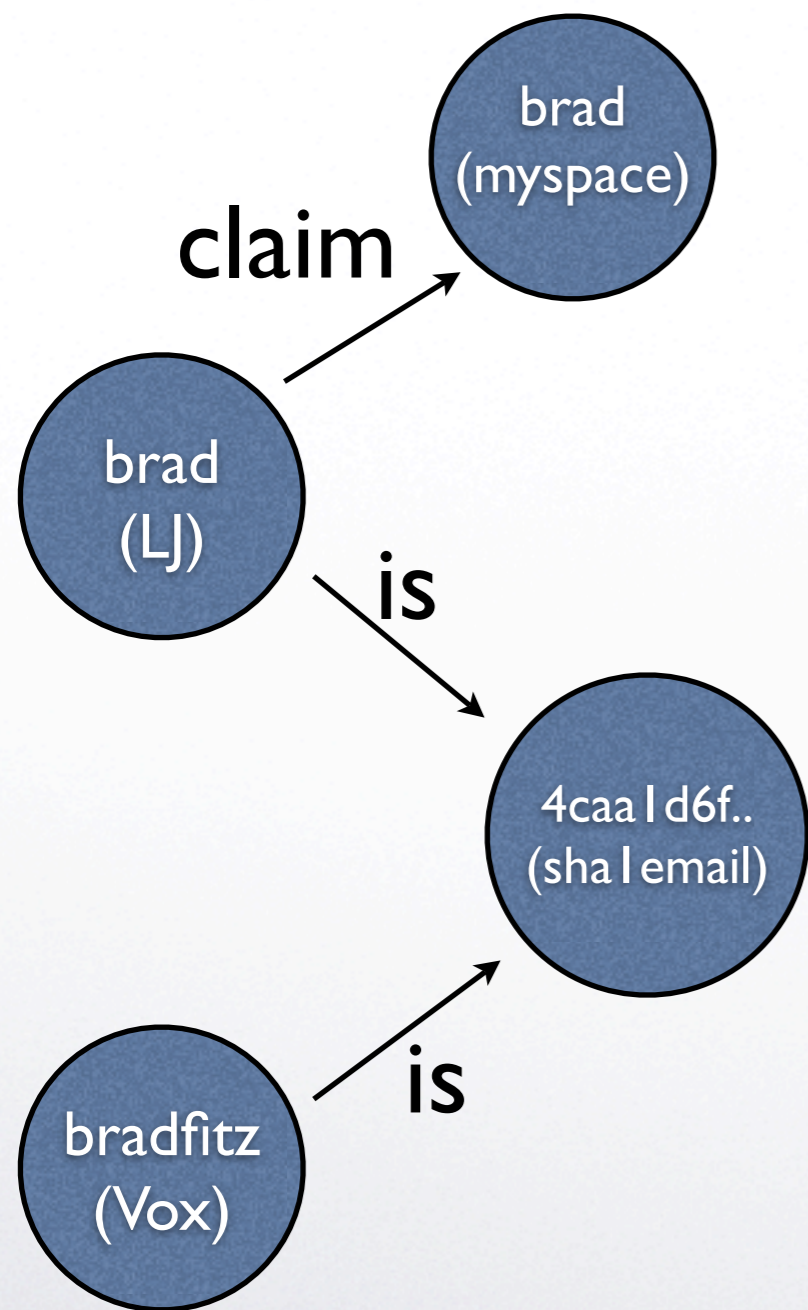 brad
(myspace)
claim
brad
(LJ)
is
4caa1d6f..
(sha1email)
is
bradfitz
(Vox)